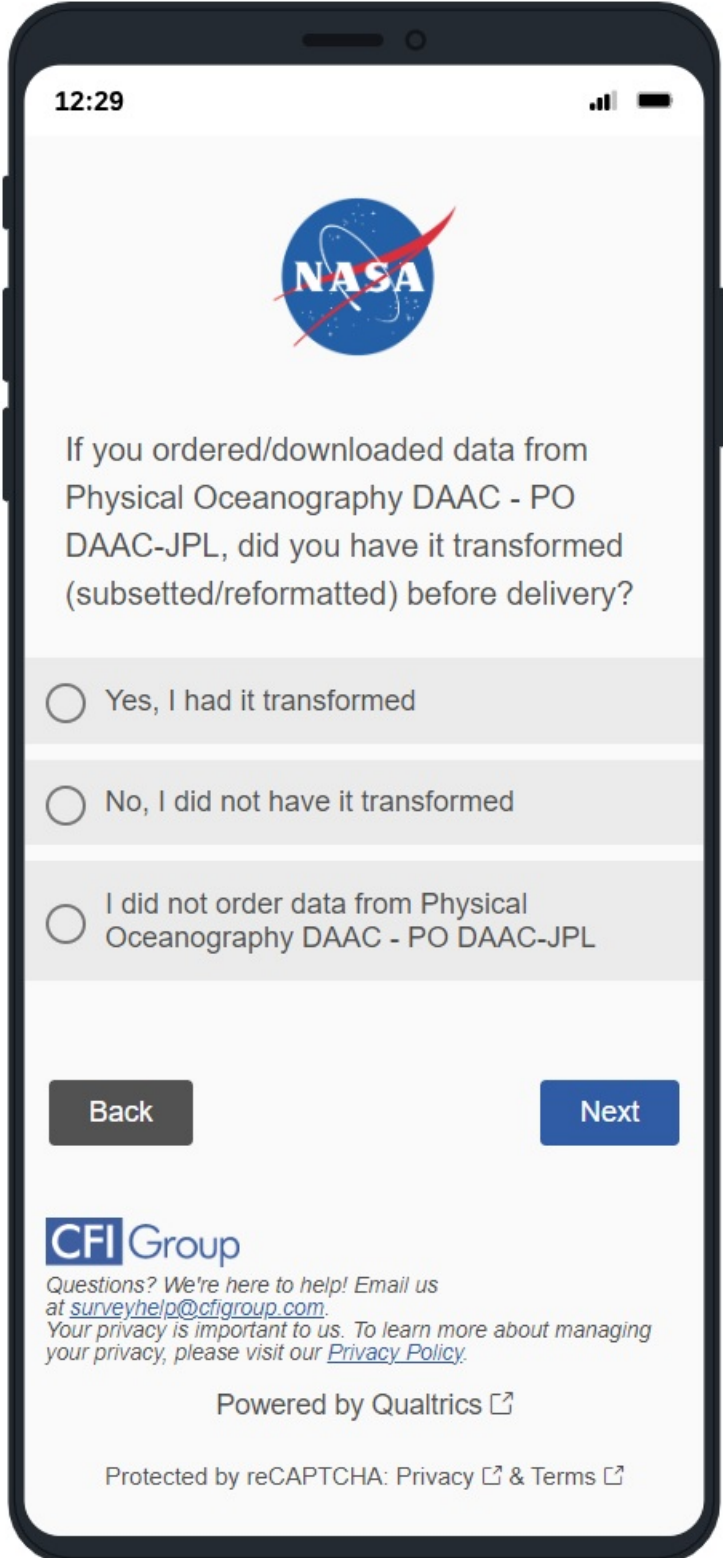 12:29
NASA
If you ordered/downloaded data from
Physical Oceanography DAAC - PO
DAAC-JPL, did you have it transformed
(subsetted/reformatted) before delivery?
Yes, I had it transformed
No, I did not have it transformed
I did not order data from Physical
Oceanography DAAC - PO DAAC-JPL
Back
Next
CFI Group
Questions? We're here to help! Email us
at surveyhelp@cfigroup.com.
Your privacy is important to us. To learn more about managing
your privacy, please visit our Privacy Policy.
Powered by Qualtrics
Protected by reCAPTCHA: Privacy & Terms